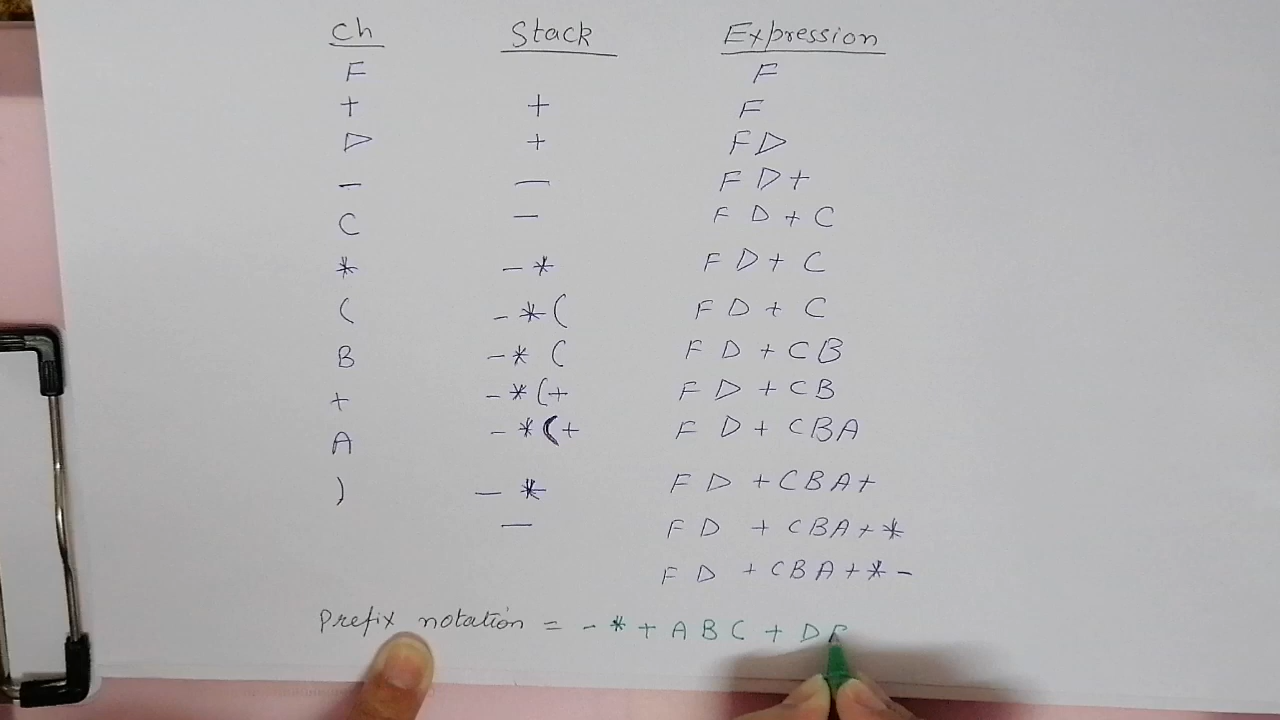 Ch Stack Expression
F F
+ + F
D + FD
- - FD+
C - FD+C
* -* FD+C
( -*( FD+C
B -*( FD+CB
+ -*(+ FD+CB
A -*(+ FD+CBA
) -* FD+CBA+
- FD+CBA+*
FD+CBA+*-
Prefix notation = -*+ABC+D